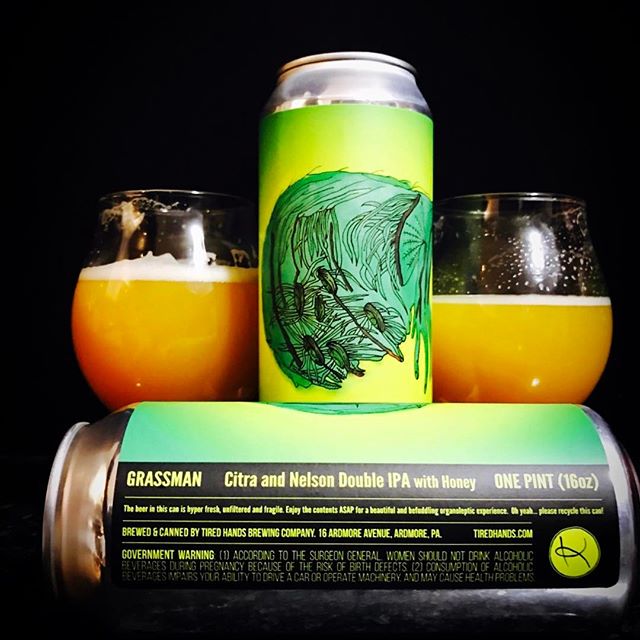 GRASSMAN Citra and Nelson Double IPA with Honey ONE PINT (16oz)
The beer in this can is hyper fresh, unfiltered and fragile. Enjoy the contents ASAP for a beautiful and befuddling organoleptic experience. Oh yeah... please recycle this can!
BREWED & CANNED BY TIRED HANDS BREWING COMPANY. 16 ARDMORE AVENUE, ARDMORE, PA. TIREDHANDS.COM
GOVERNMENT WARNING (1) ACCORDING TO THE SURGEON GENERAL, WOMEN SHOULD NOT DRINK ALCOHOLIC
BEVERAGES DURING PREGNANCY BECAUSE OF THE RISK OF BIRTH DEFECTS. (2) CONSUMPTION OF ALCOHOLIC
BEVERAGES IMPAIRS YOUR ABILITY TO DRIVE A CAR OR OPERATE MACHINERY, AND MAY CAUSE HEALTH PROBLEMS.